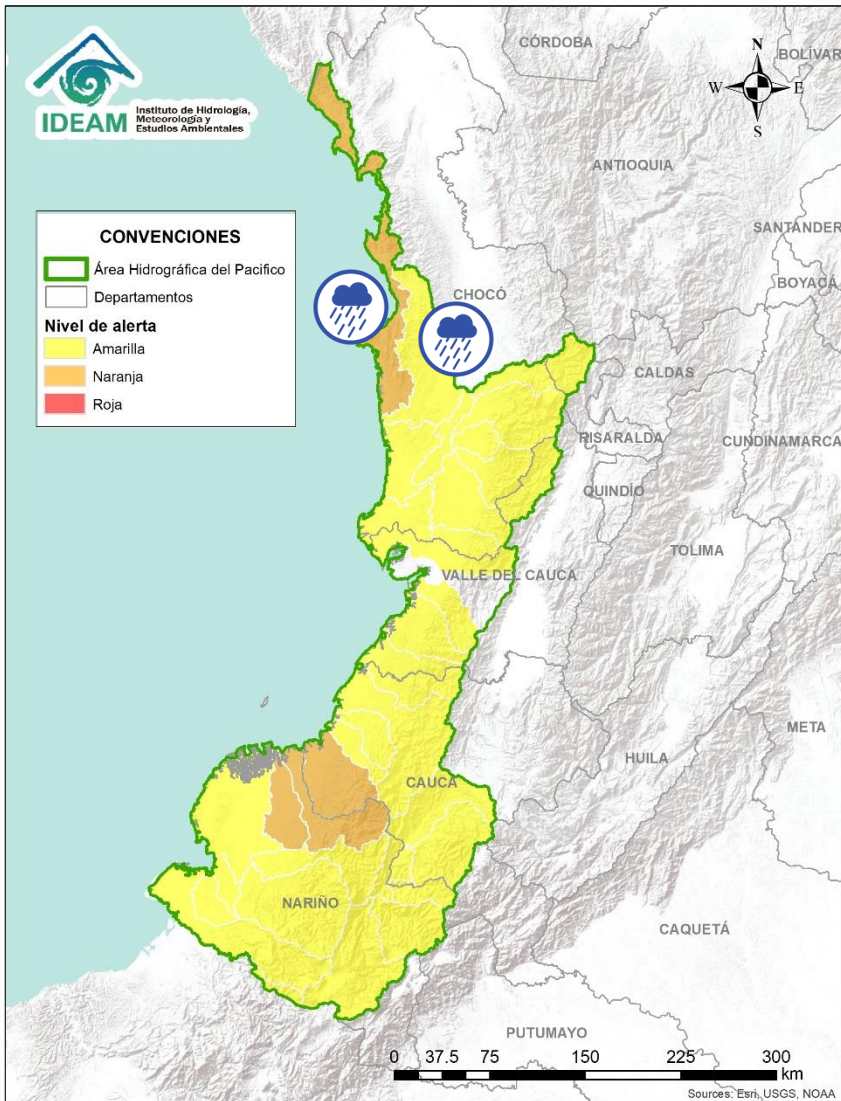 CÓRDOBA
BOLÍVAR
N
W E
S
IDEAM
Instituto de Hidrología,
Meteorología y
Estudios Ambientales
ANTIOQUIA
SANTANDER
CONVENCIONES
Área Hidrográfica del Pacifico
Departamentos
Nivel de alerta
Amarilla
Naranja
Roja
BOYACÁ
CHOCÓ
CALDAS
RISARALDA
CUNDINAMARCA
QUINDÍO
TOLIMA
VALLE DEL CAUCA
META
HUILA
CAUCA
NARIÑO
CAQUETÁ
PUTUMAYO
0 37.5 75 150 225 300
km
Sources: Esri, USGS, NOAA